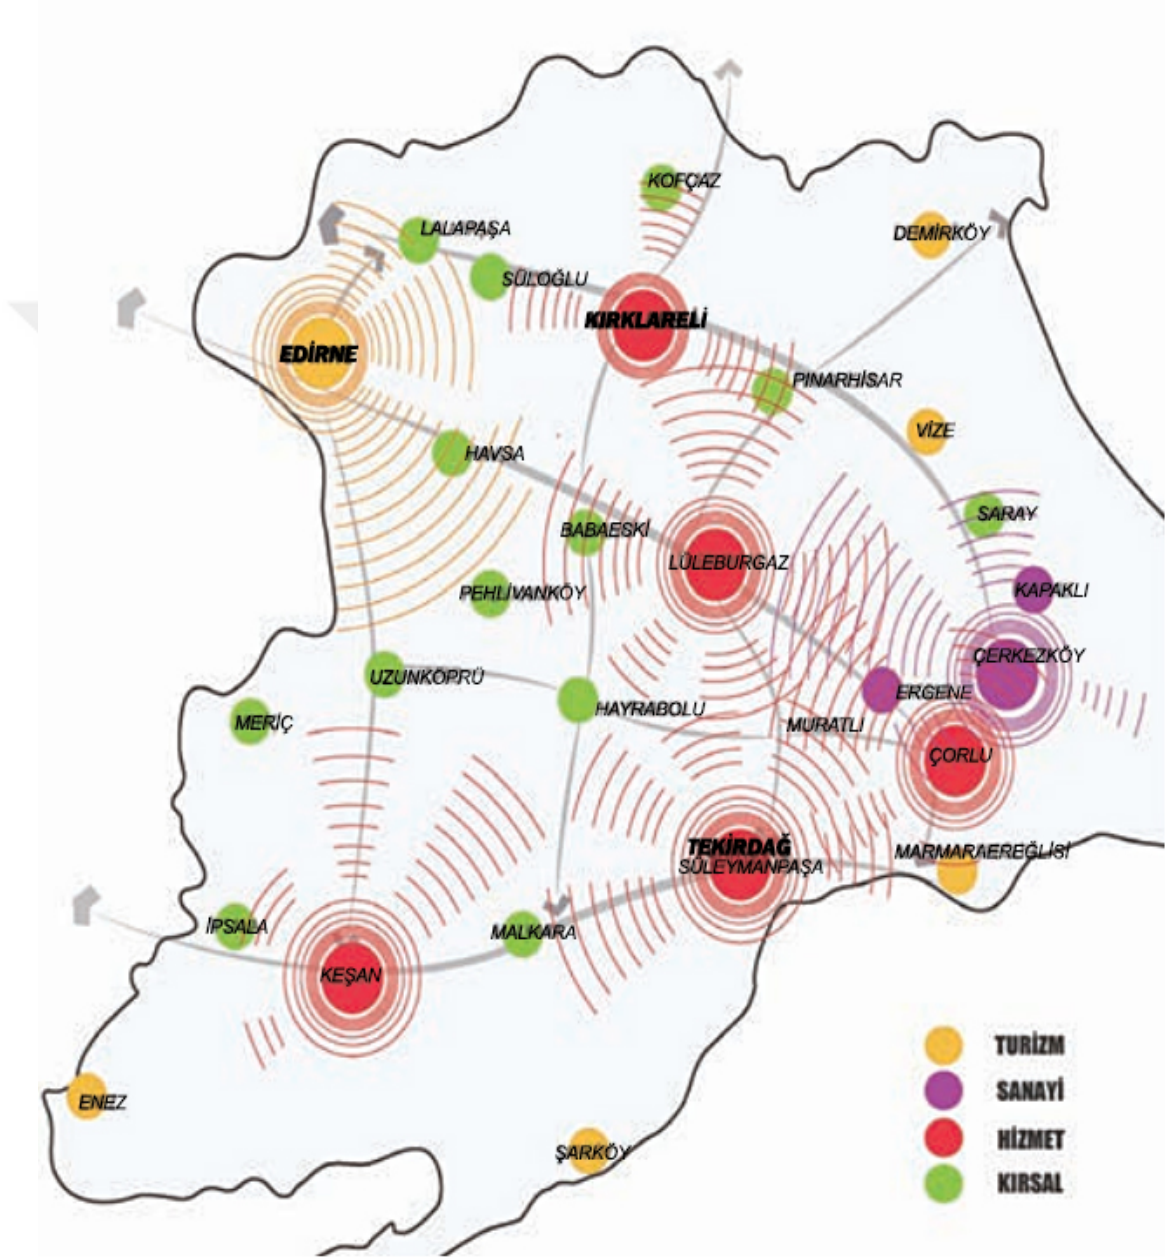 KOFÇAZ
LALAPAŞA
DEMİRKÖY
SÜLOĞLU
KIRKLARELİ
EDİRNE
PINARHİSAR
VİZE
HAVSA
SARAY
BABAESKİ
LÜLEBURGAZ
PEHLİVANKÖY
KAPAKLI
ÇERKEZKÖY
UZUNKÖPRÜ
ERGENE
HAYRABOLU
MERİÇ
MURATLI
ÇORLU
TEKİRDAĞ
SÜLEYMANPAŞA
MARMARAEREĞLİSİ
İPSALA
MALKARA
KEŞAN
ENEZ
ŞARKÖY
TURİZM
SANAYİ
HİZMET
KIRSAL